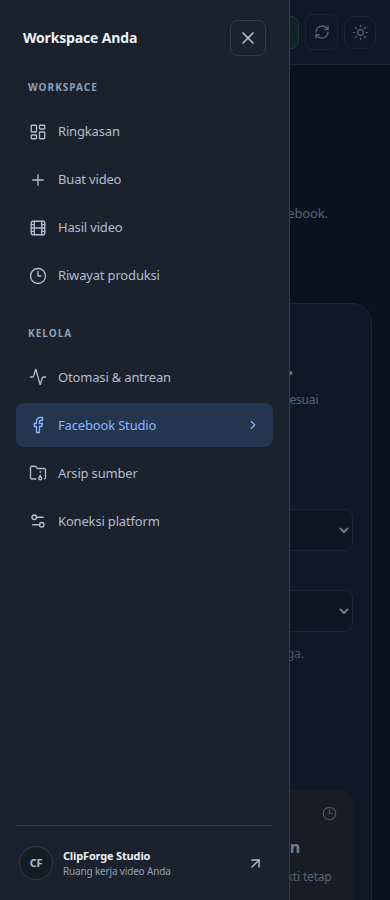 Workspace Anda
WORKSPACE
Ringkasan
Buat video
ebook.
Hasil video
Riwayat produksi
KELOLA
Otomasi & antrean
esuai
Facebook Studio
Arsip sumber
Koneksi platform
ga.
n
CF
ClipForge Studio
Ruang kerja video Anda
kti tetap